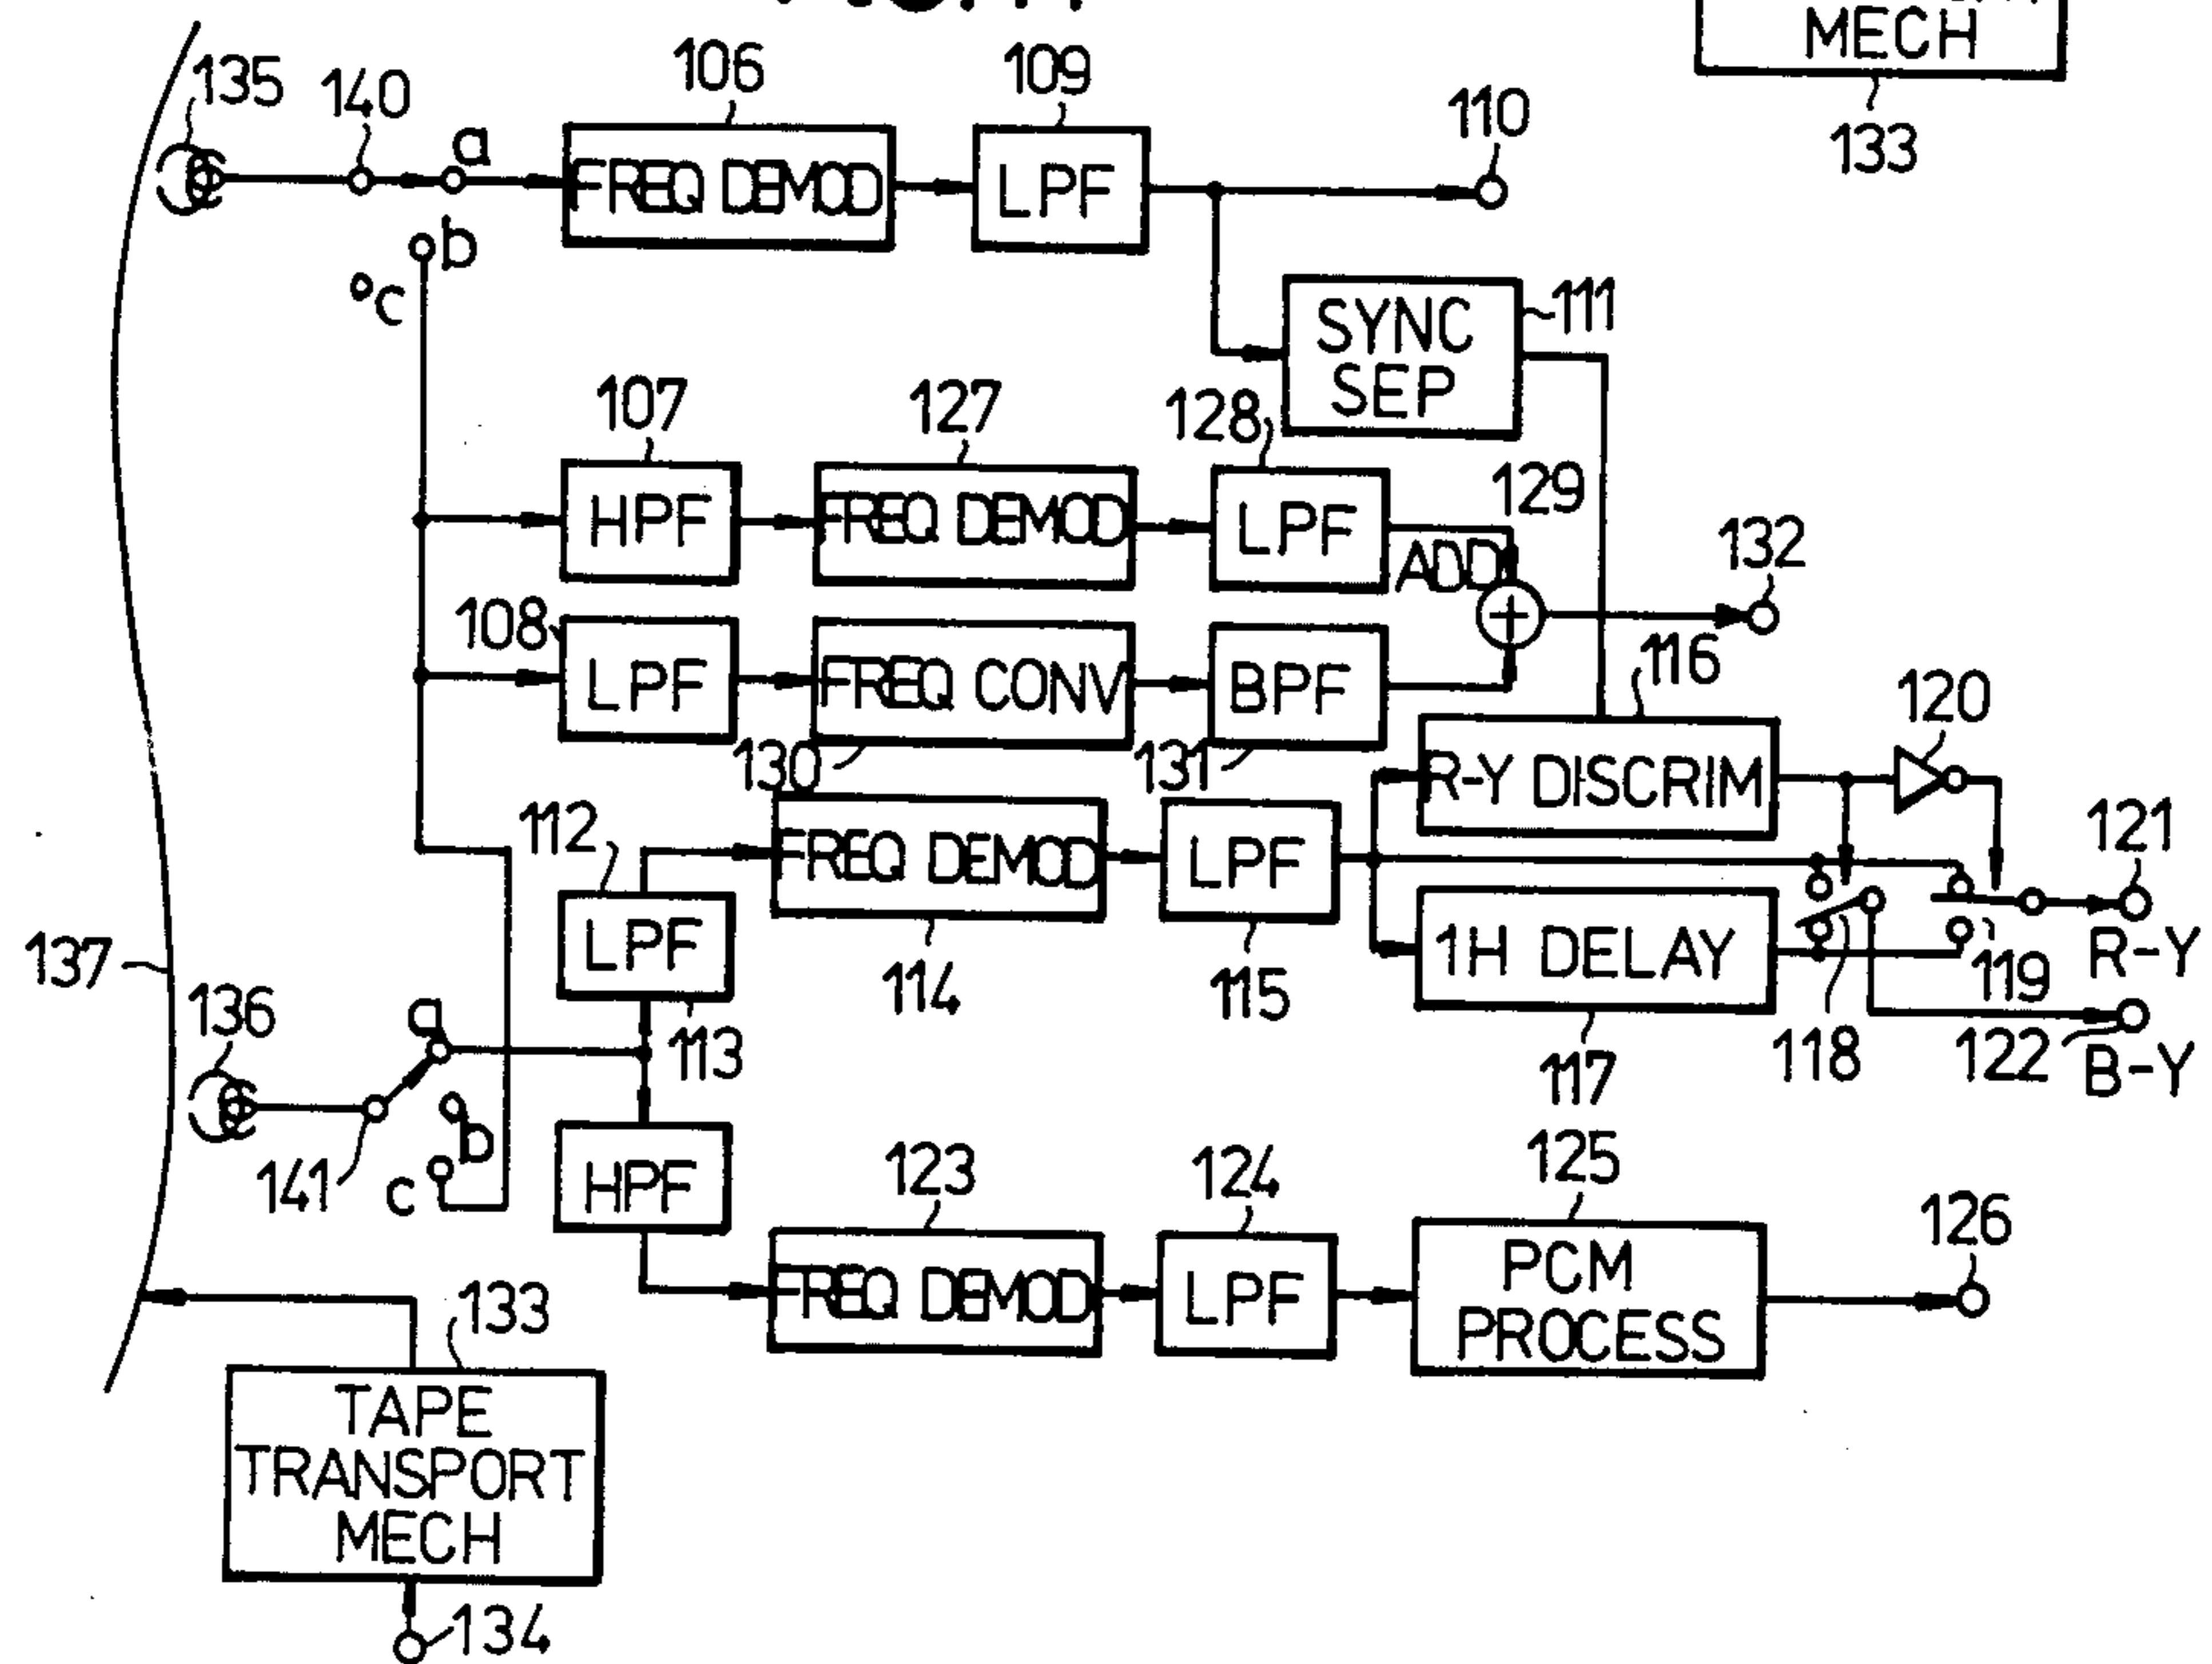 MECH
133
135
140
a
106
FREQ DEMOD
109
LPF
110
b
c
SYNC
SEP
111
107
HPF
127
FREQ DEMOD
128
LPF
129
ADD
+
132
108
LPF
FREQ CONV
130
BPF
131
116
R-Y DISCRIM
120
112
LPF
113
FREQ DEMOD
114
LPF
115
1H DELAY
117
118
119
121
R-Y
122
B-Y
137
136
a
b
c
141
HPF
123
FREQ DEMOD
124
LPF
125
PCM
PROCESS
126
133
TAPE
TRANSPORT
MECH
134